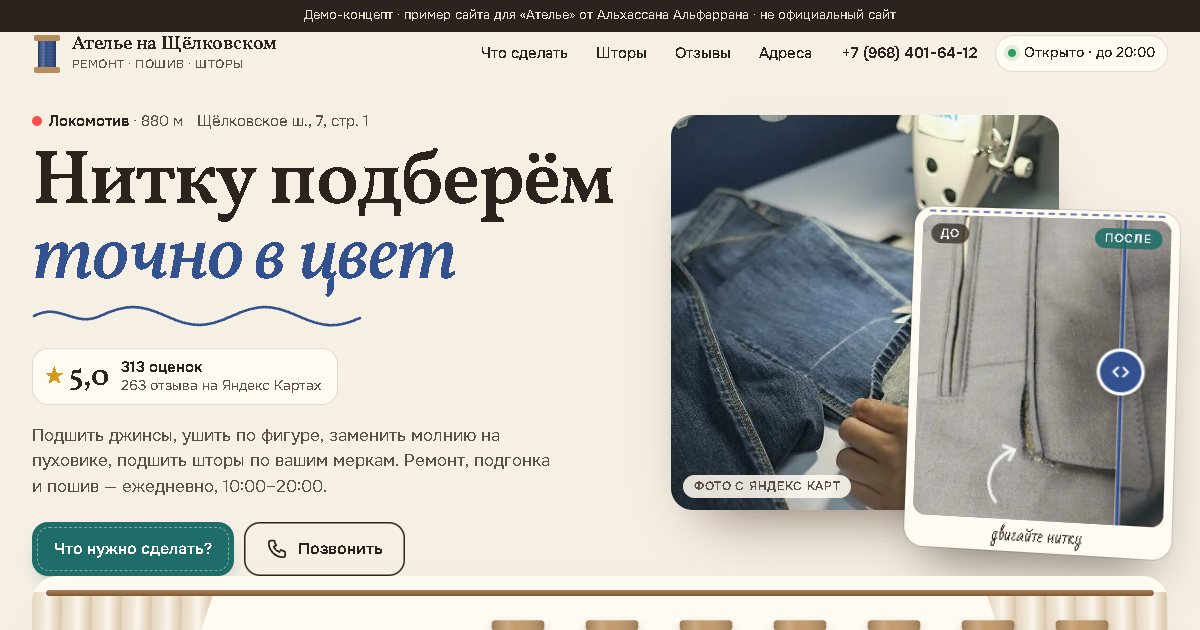 Демо-концепт · пример сайта для «Ателье» от Альхассана Альфаррана · не официальный сайт
Ателье на Щёлковском
РЕМОНТ · ПОШИВ · ШТОРЫ
Что сделать
Шторы
Отзывы
Адреса
+7 (968) 401-64-12
Открыто · до 20:00
Локомотив · 880 м Щёлковское ш., 7, стр. 1
Нитку подберём
точно в цвет
5,0
313 оценок
263 отзыва на Яндекс Картах
Подшить джинсы, ушить по фигуре, заменить молнию на
пуховике, подшить шторы по вашим меркам. Ремонт, подгонка
и пошив — ежедневно, 10:00–20:00.
Что нужно сделать?
Позвонить
ФОТО С ЯНДЕКС КАРТ
ДО
ПОСЛЕ
двигайте нитку